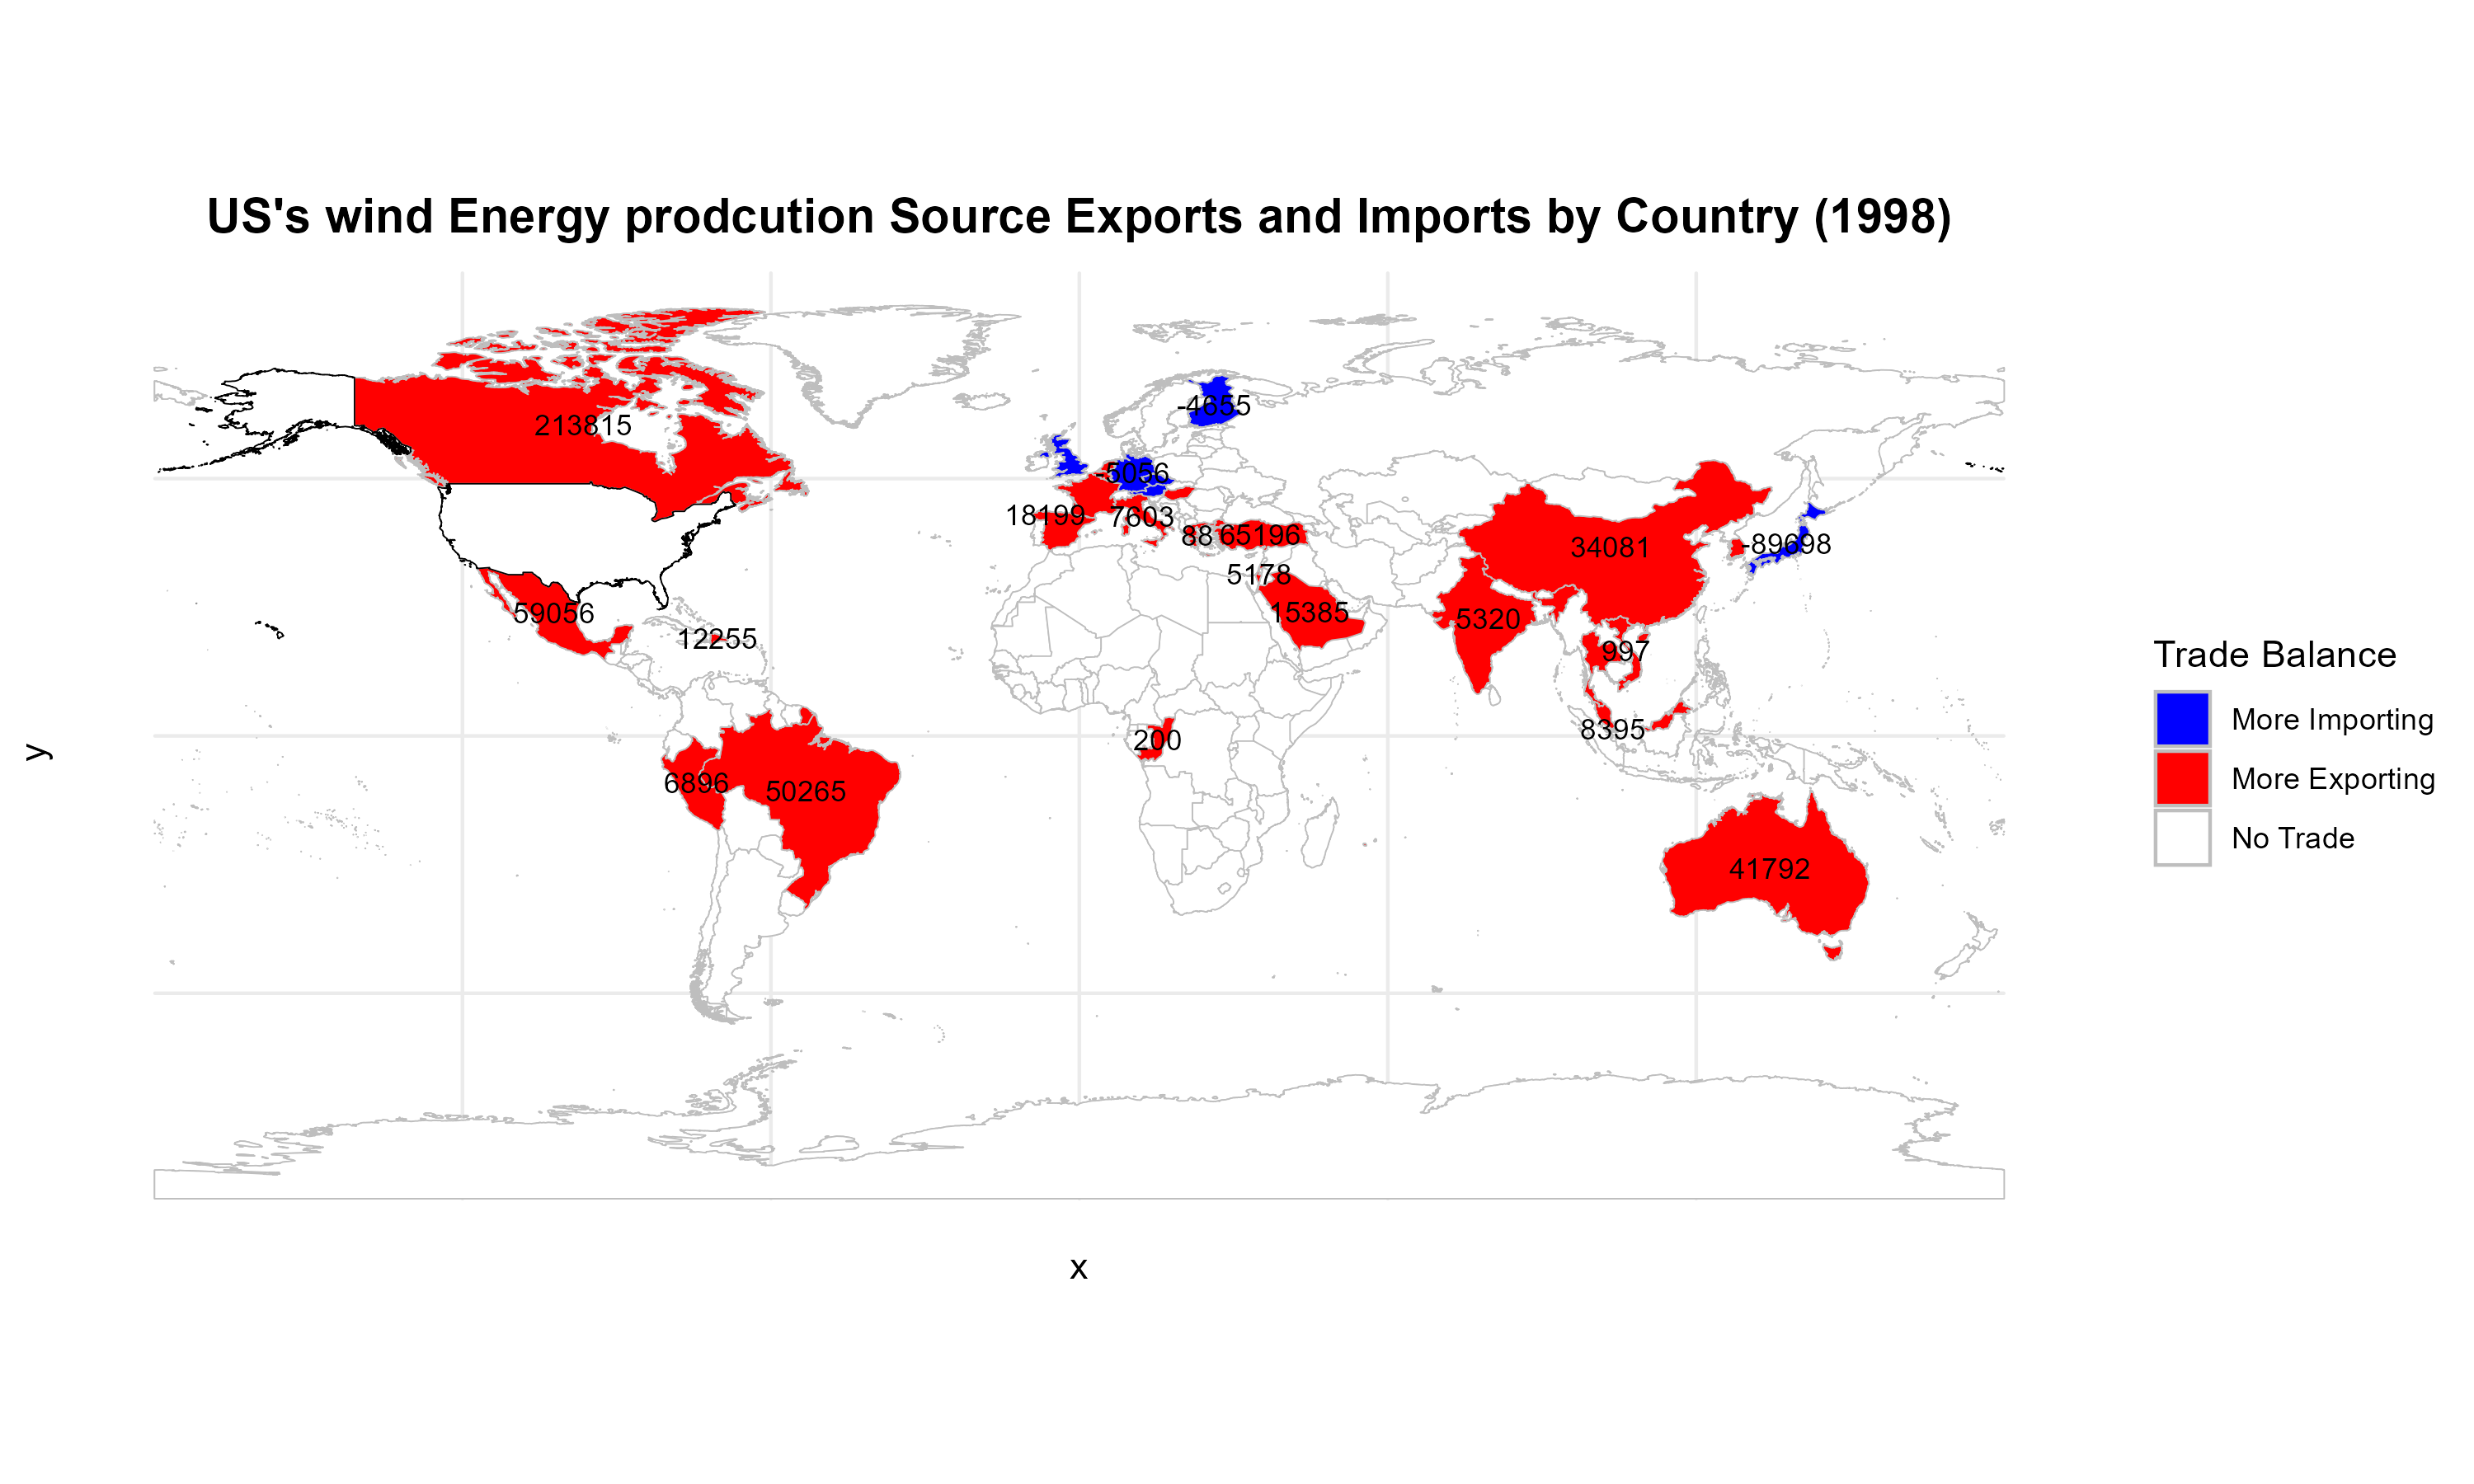 US's wind Energy prodcution Source Exports and Imports by Country (1998)
213815
-4655
-5056
18199
7603
88
65196
34081
-89698
5178
59056
15385
5320
12255
997
8395
200
6896
50265
41792
y
x
Trade Balance
More Importing
More Exporting
No Trade